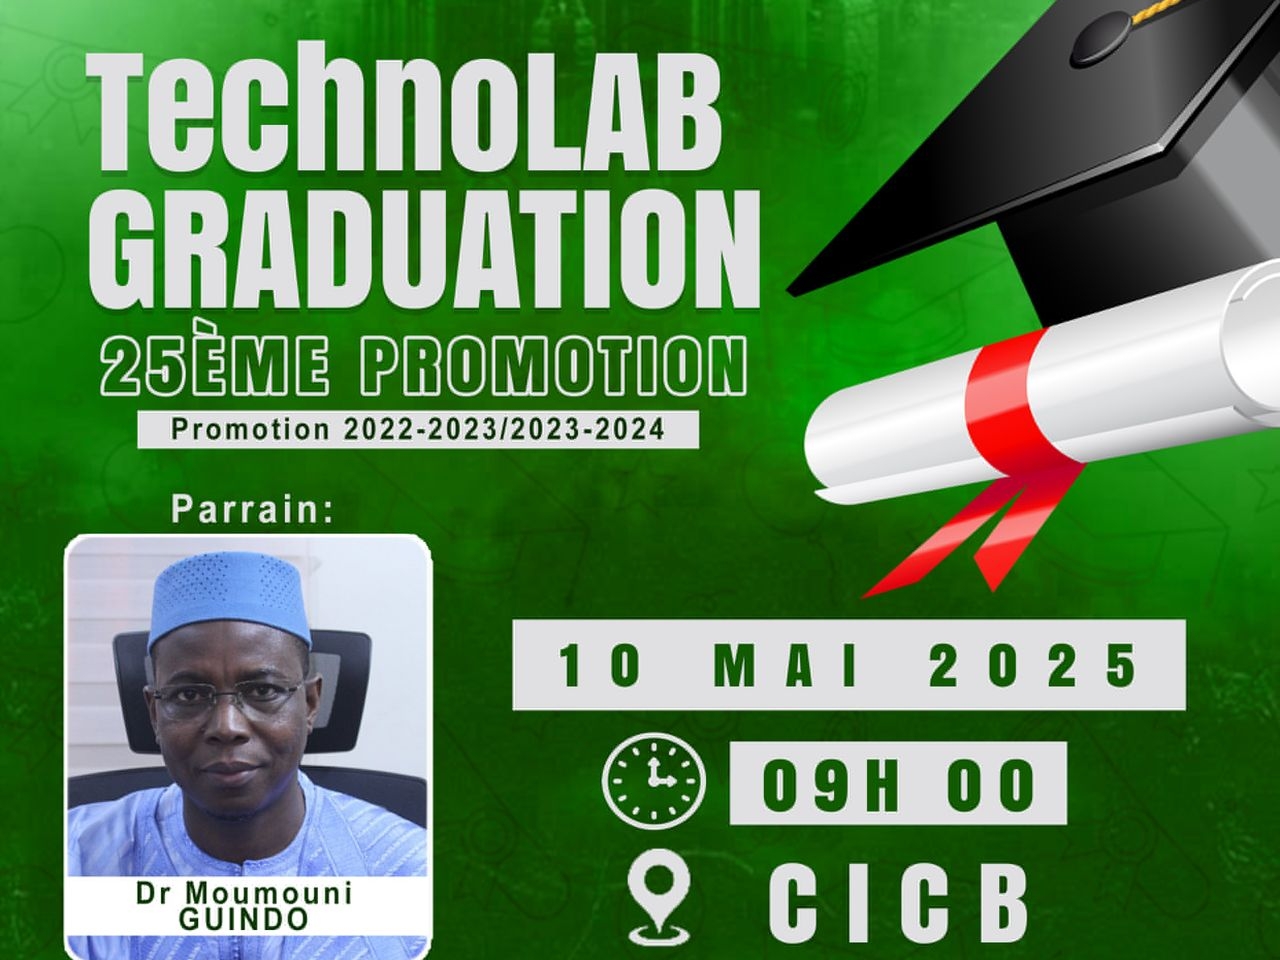 TechnoLAB
GRADUATION
25ÈME PROMOTION
Promotion 2022-2023/2023-2024
Parrain:
Dr Moumouni
GUINDO
10 MAI 2025
09H 00
CICB